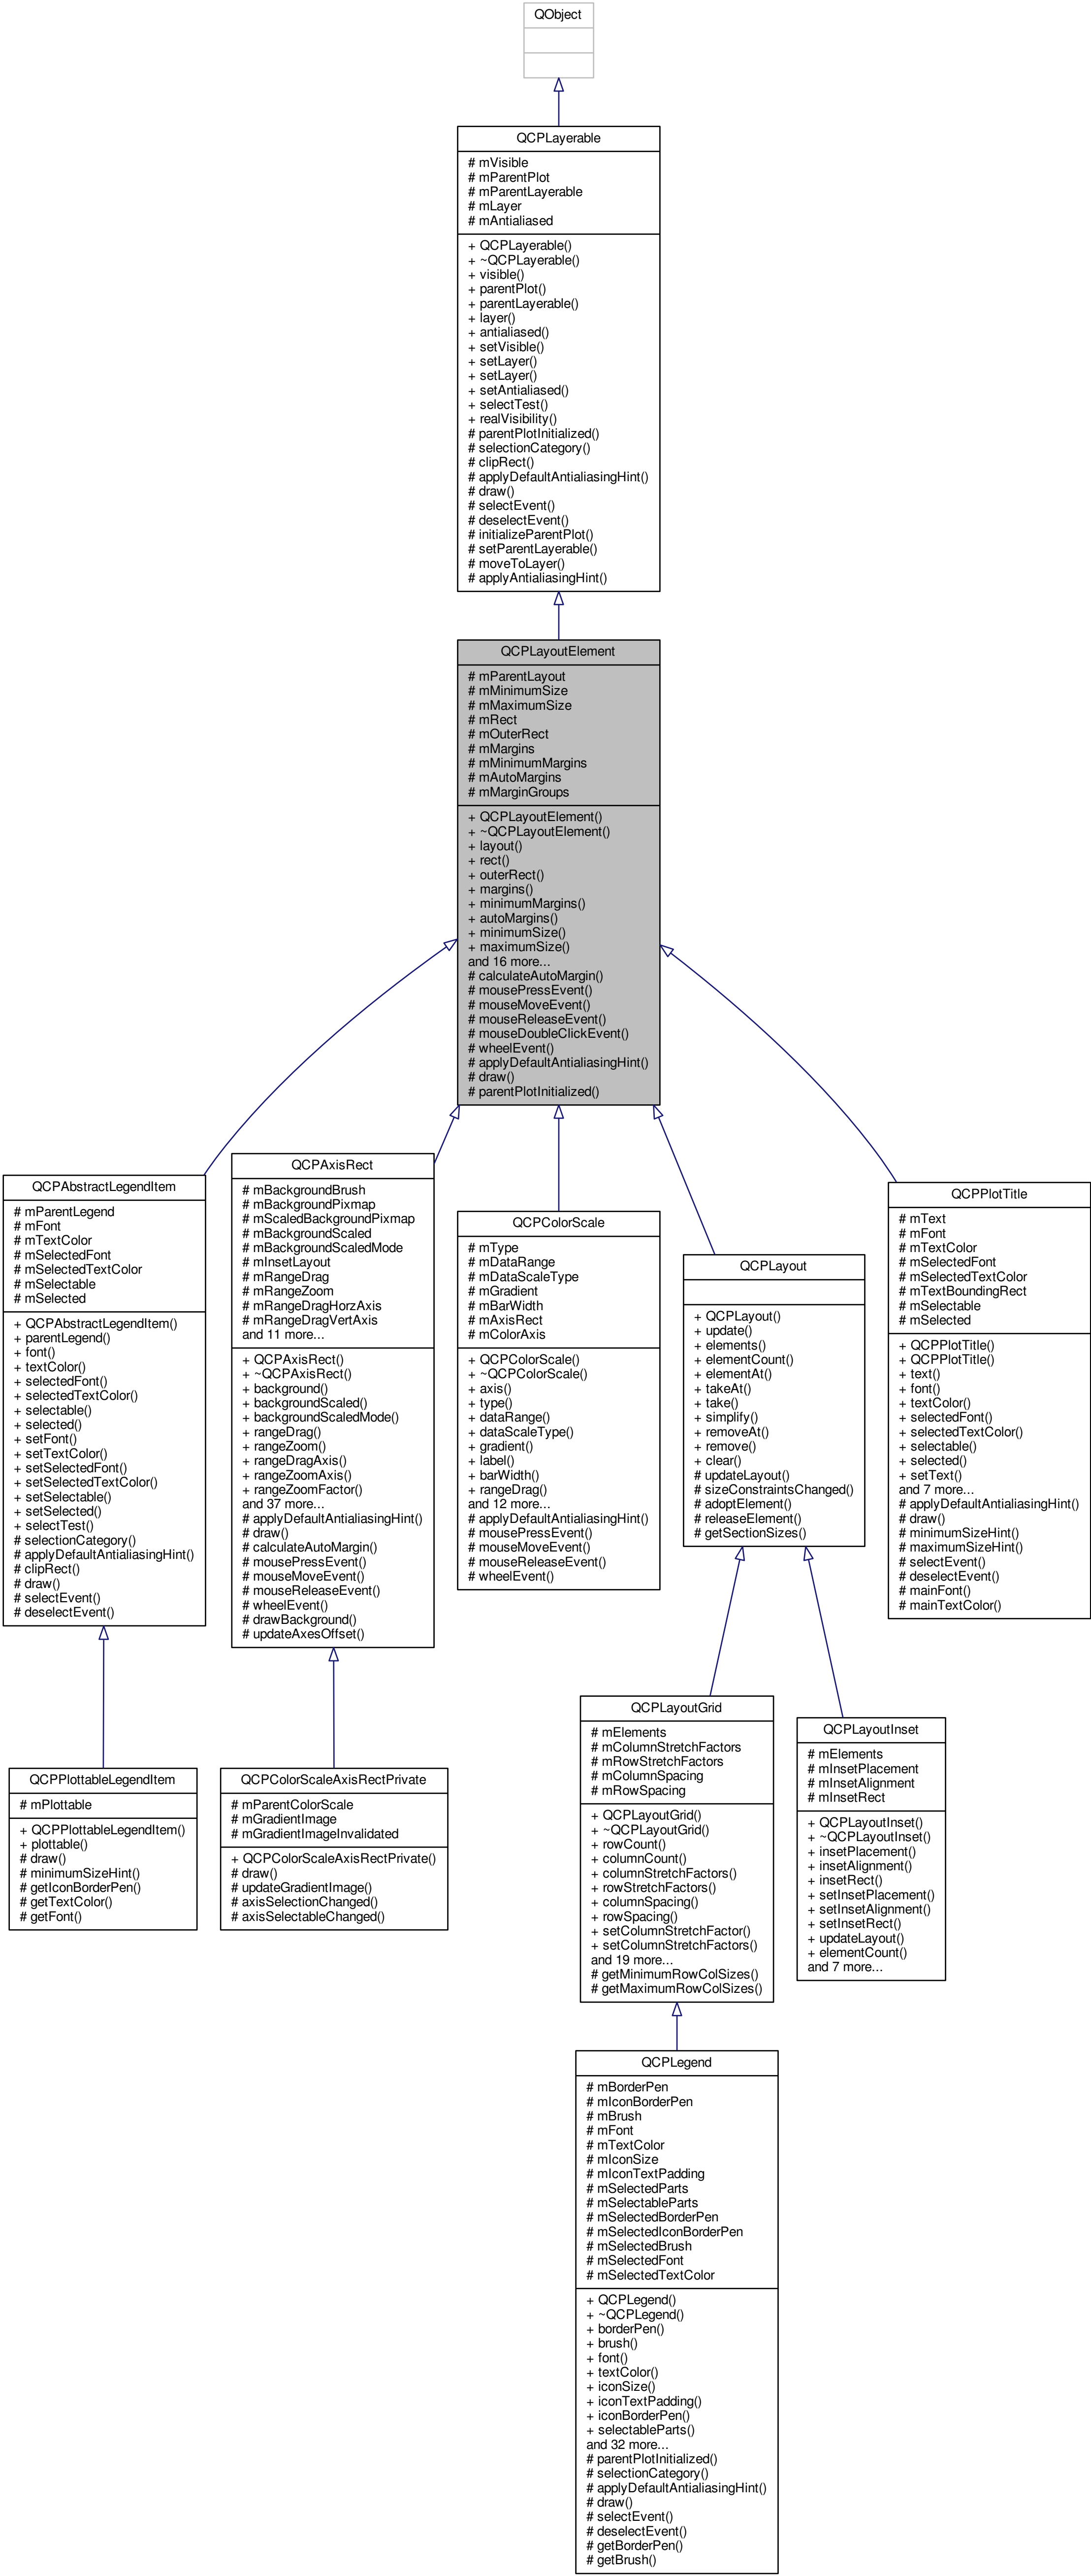 QObject
QCPLayerable
# mVisible
# mParentPlot
# mParentLayerable
# mLayer
# mAntialiased
+ QCPLayerable()
+ ~QCPLayerable()
+ visible()
+ parentPlot()
+ parentLayerable()
+ layer()
+ antialiased()
+ setVisible()
+ setLayer()
+ setLayer()
+ setAntialiased()
+ selectTest()
+ realVisibility()
# parentPlotInitialized()
# selectionCategory()
# clipRect()
# applyDefaultAntialiasingHint()
# draw()
# selectEvent()
# deselectEvent()
# initializeParentPlot()
# setParentLayerable()
# moveToLayer()
# applyAntialiasingHint()
QCPLayoutElement
# mParentLayout
# mMinimumSize
# mMaximumSize
# mRect
# mOuterRect
# mMargins
# mMinimumMargins
# mAutoMargins
# mMarginGroups
+ QCPLayoutElement()
+ ~QCPLayoutElement()
+ layout()
+ rect()
+ outerRect()
+ margins()
+ minimumMargins()
+ autoMargins()
+ minimumSize()
+ maximumSize()
and 16 more...
# calculateAutoMargin()
# mousePressEvent()
# mouseMoveEvent()
# mouseReleaseEvent()
# mouseDoubleClickEvent()
# wheelEvent()
# applyDefaultAntialiasingHint()
# draw()
# parentPlotInitialized()
QCPAbstractLegendItem
# mParentLegend
# mFont
# mTextColor
# mSelectedFont
# mSelectedTextColor
# mSelectable
# mSelected
+ QCPAbstractLegendItem()
+ parentLegend()
+ font()
+ textColor()
+ selectedFont()
+ selectedTextColor()
+ selectable()
+ selected()
+ setFont()
+ setTextColor()
+ setSelectedFont()
+ setSelectedTextColor()
+ setSelectable()
+ setSelected()
+ selectTest()
# selectionCategory()
# applyDefaultAntialiasingHint()
# clipRect()
# draw()
# selectEvent()
# deselectEvent()
QCPAxisRect
# mBackgroundBrush
# mBackgroundPixmap
# mScaledBackgroundPixmap
# mBackgroundScaled
# mBackgroundScaledMode
# mInsetLayout
# mRangeDrag
# mRangeZoom
# mRangeDragHorzAxis
# mRangeDragVertAxis
and 11 more...
+ QCPAxisRect()
+ ~QCPAxisRect()
+ background()
+ backgroundScaled()
+ backgroundScaledMode()
+ rangeDrag()
+ rangeZoom()
+ rangeDragAxis()
+ rangeZoomAxis()
+ rangeZoomFactor()
and 37 more...
# applyDefaultAntialiasingHint()
# draw()
# calculateAutoMargin()
# mousePressEvent()
# mouseMoveEvent()
# mouseReleaseEvent()
# wheelEvent()
# drawBackground()
# updateAxesOffset()
QCPColorScale
# mType
# mDataRange
# mDataScaleType
# mGradient
# mBarWidth
# mAxisRect
# mColorAxis
+ QCPColorScale()
+ ~QCPColorScale()
+ axis()
+ type()
+ dataRange()
+ dataScaleType()
+ gradient()
+ label()
+ barWidth()
+ rangeDrag()
and 12 more...
# applyDefaultAntialiasingHint()
# mousePressEvent()
# mouseMoveEvent()
# mouseReleaseEvent()
# wheelEvent()
QCPLayout
+ QCPLayout()
+ update()
+ elements()
+ elementCount()
+ elementAt()
+ takeAt()
+ take()
+ simplify()
+ removeAt()
+ remove()
+ clear()
# updateLayout()
# sizeConstraintsChanged()
# adoptElement()
# releaseElement()
# getSectionSizes()
QCPPlotTitle
# mText
# mFont
# mTextColor
# mSelectedFont
# mSelectedTextColor
# mTextBoundingRect
# mSelectable
# mSelected
+ QCPPlotTitle()
+ QCPPlotTitle()
+ text()
+ font()
+ textColor()
+ selectedFont()
+ selectedTextColor()
+ selectable()
+ selected()
+ setText()
and 7 more...
# applyDefaultAntialiasingHint()
# draw()
# minimumSizeHint()
# maximumSizeHint()
# selectEvent()
# deselectEvent()
# mainFont()
# mainTextColor()
QCPPlottableLegendItem
# mPlottable
+ QCPPlottableLegendItem()
+ plottable()
# draw()
# minimumSizeHint()
# getIconBorderPen()
# getTextColor()
# getFont()
QCPColorScaleAxisRectPrivate
# mParentColorScale
# mGradientImage
# mGradientImageInvalidated
+ QCPColorScaleAxisRectPrivate()
# draw()
# updateGradientImage()
# axisSelectionChanged()
# axisSelectableChanged()
QCPLayoutGrid
# mElements
# mColumnStretchFactors
# mRowStretchFactors
# mColumnSpacing
# mRowSpacing
+ QCPLayoutGrid()
+ ~QCPLayoutGrid()
+ rowCount()
+ columnCount()
+ columnStretchFactors()
+ rowStretchFactors()
+ columnSpacing()
+ rowSpacing()
+ setColumnStretchFactor()
+ setColumnStretchFactors()
and 19 more...
# getMinimumRowColSizes()
# getMaximumRowColSizes()
QCPLayoutInset
# mElements
# mInsetPlacement
# mInsetAlignment
# mInsetRect
+ QCPLayoutInset()
+ ~QCPLayoutInset()
+ insetPlacement()
+ insetAlignment()
+ insetRect()
+ setInsetPlacement()
+ setInsetAlignment()
+ setInsetRect()
+ updateLayout()
+ elementCount()
and 7 more...
QCPLegend
# mBorderPen
# mIconBorderPen
# mBrush
# mFont
# mTextColor
# mIconSize
# mIconTextPadding
# mSelectedParts
# mSelectableParts
# mSelectedBorderPen
# mSelectedIconBorderPen
# mSelectedBrush
# mSelectedFont
# mSelectedTextColor
+ QCPLegend()
+ ~QCPLegend()
+ borderPen()
+ brush()
+ font()
+ textColor()
+ iconSize()
+ iconTextPadding()
+ iconBorderPen()
+ selectableParts()
and 32 more...
# parentPlotInitialized()
# selectionCategory()
# applyDefaultAntialiasingHint()
# draw()
# selectEvent()
# deselectEvent()
# getBorderPen()
# getBrush()